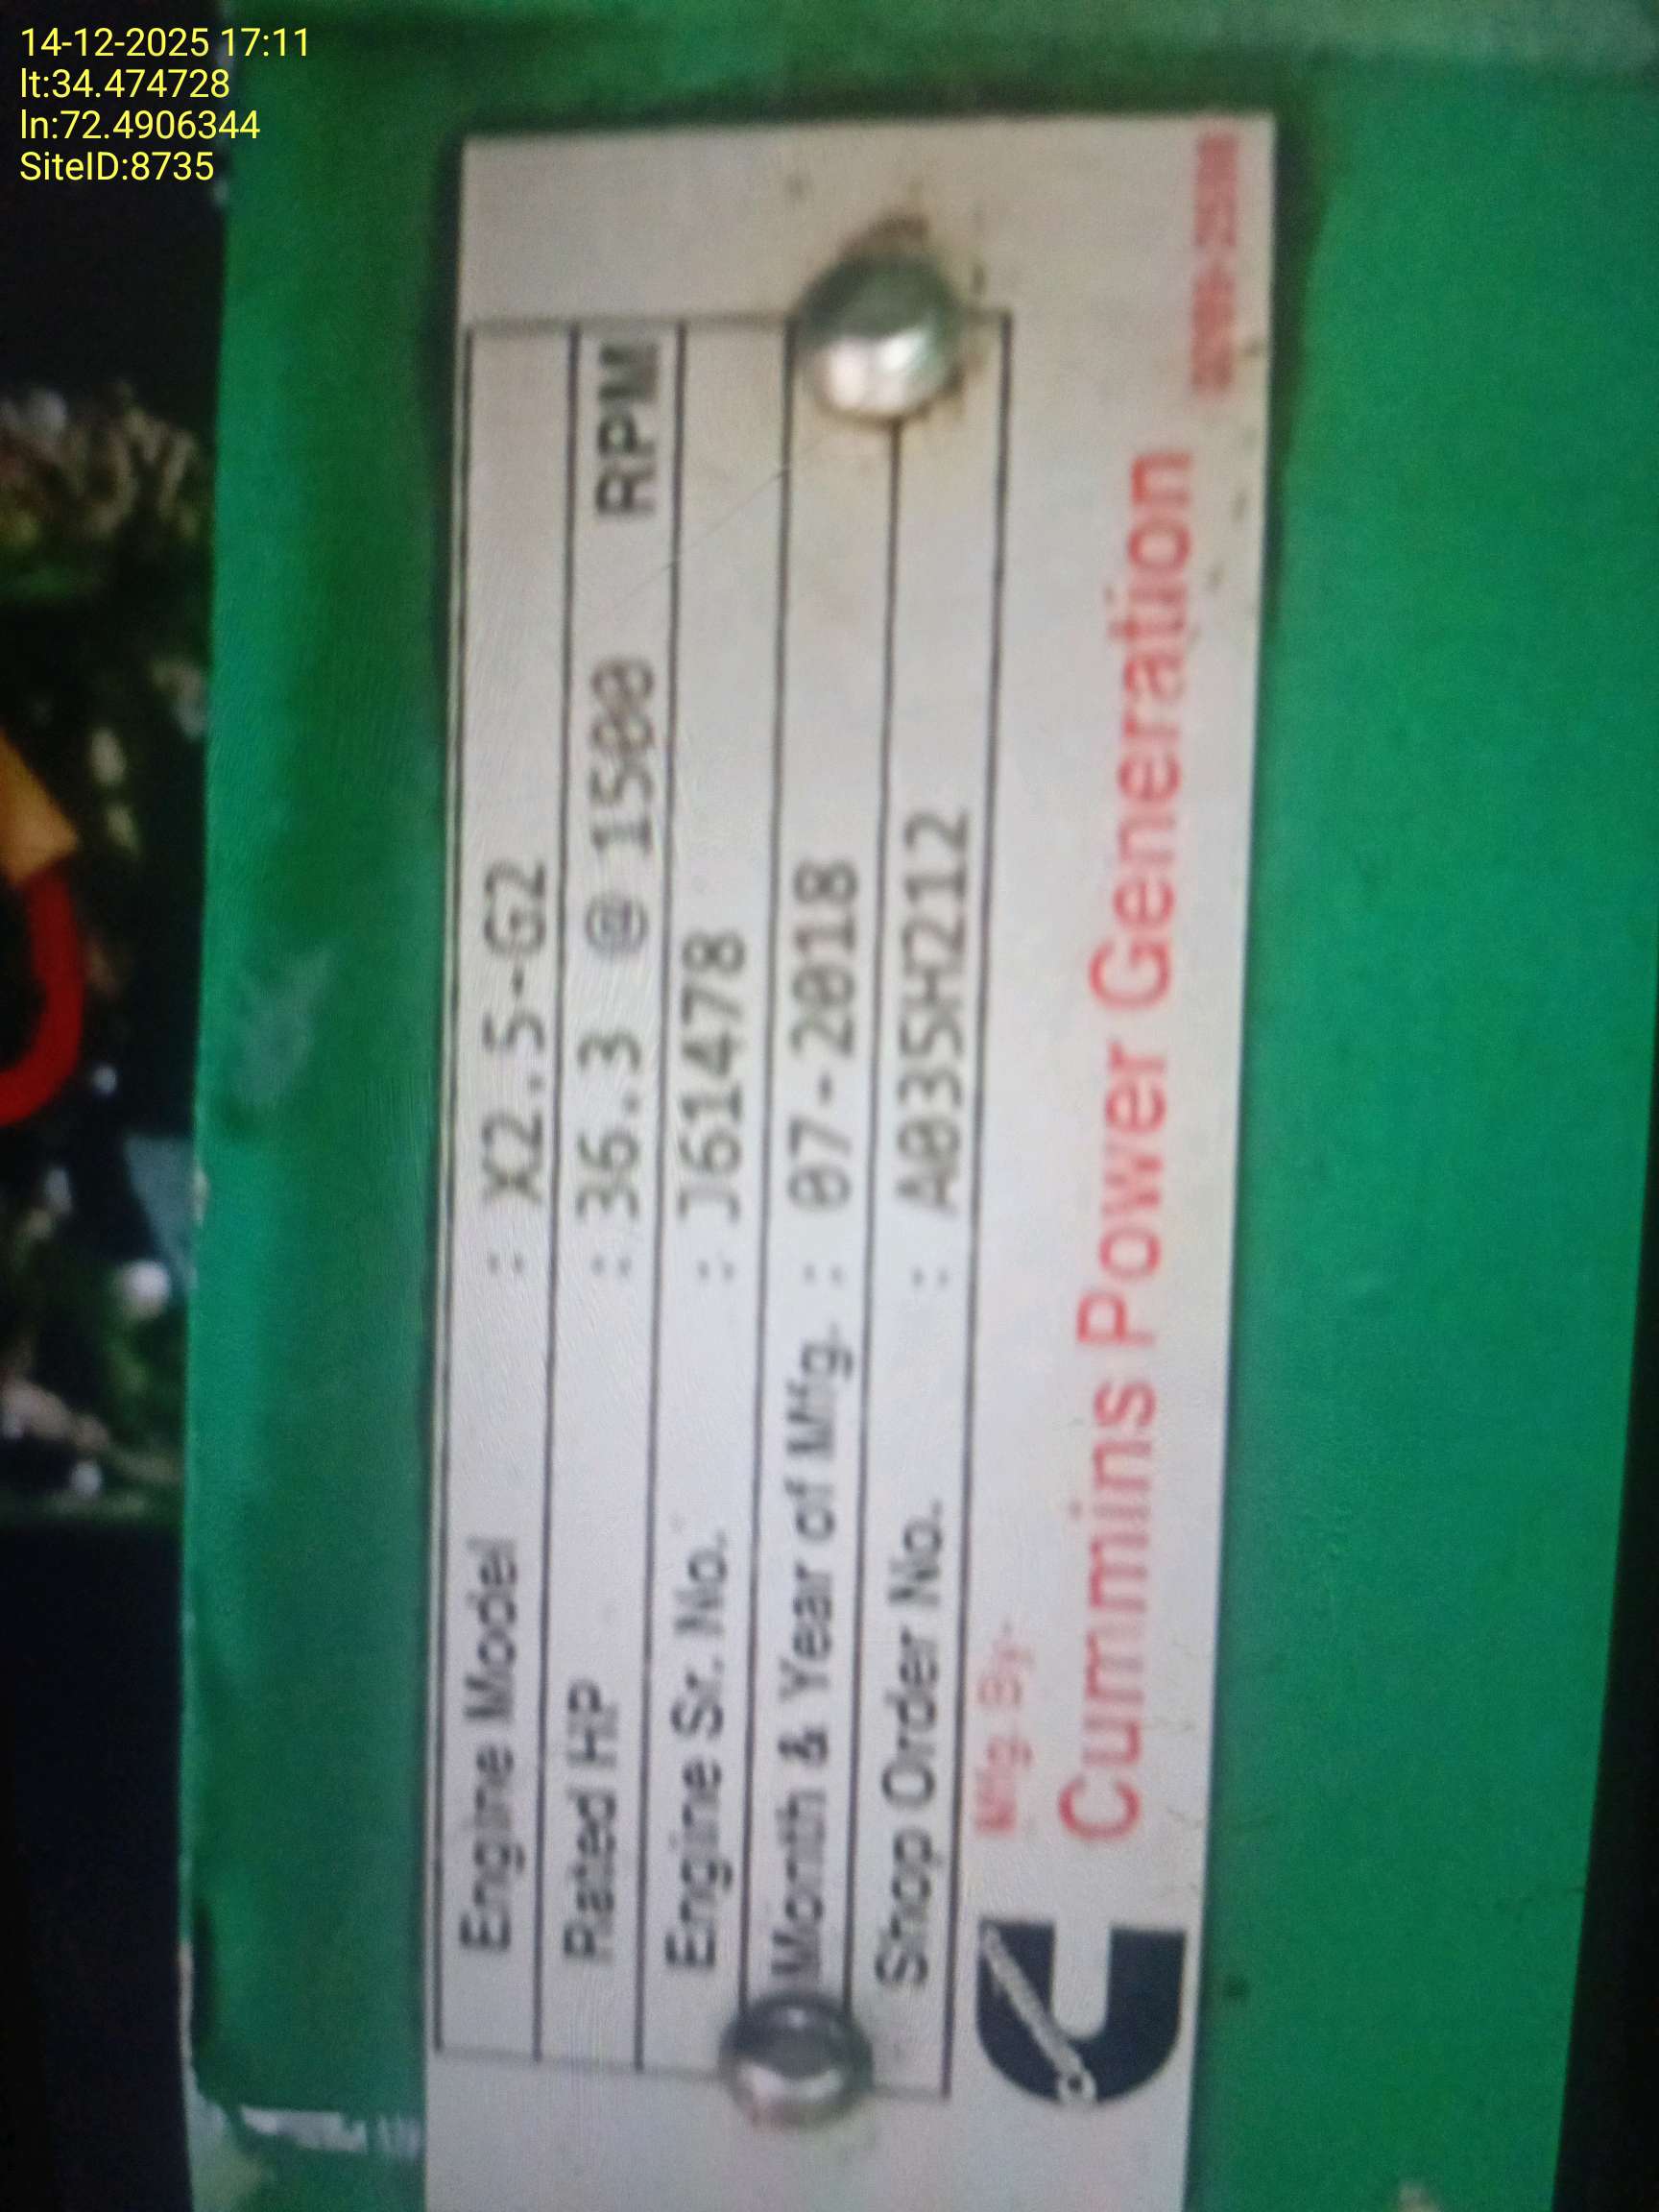 14-12-2025 17:11
lt:34.474728
ln:72.4906344
SiteID:8735
Engine Model : X2.5-G2
Rated HP : 36.3 @ 1500 RPM
Engine Sr. No. : J61478
Month & Year of Mfg. : 07-2018
Shop Order No. : A035H212
Mfg. By:-
Cummins Power Generation